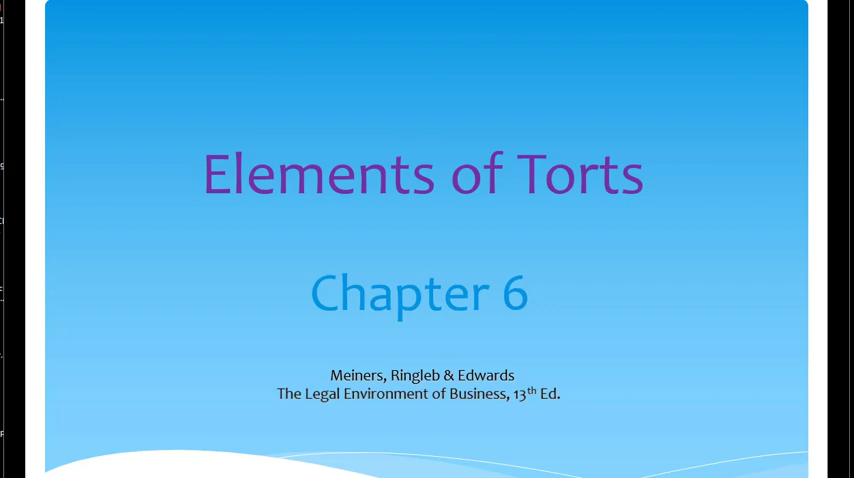 Elements of Torts
Chapter 6
Meiners, Ringleb & Edwards
The Legal Environment of Business, 13th Ed.